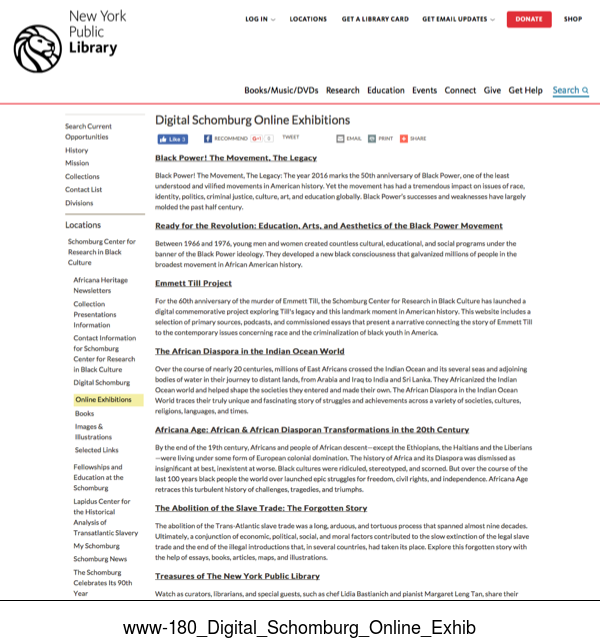 New York
Public
Library
LOG IN
LOCATIONS
GET A LIBRARY CARD
GET EMAIL UPDATES
DONATE
SHOP
Books/Music/DVDs Research Education Events Connect Give Get Help Search
Search Current
Opportunities
History
Mission
Collections
Contact List
Divisions
Locations
Schomburg Center for
Research in Black
Culture
Africana Heritage
Newsletters
Collection
Presentations
Information
Contact Information
for Schomburg
Center for Research
in Black Culture
Digital Schomburg
Online Exhibitions
Books
Images &
Illustrations
Selected Links
Fellowships and
Education at the
Schomburg
Lapidus Center for
the Historical
Analysis of
Transatlantic Slavery
My Schomburg
Schomburg News
The Schomburg
Celebrates Its 90th
Year
Digital Schomburg Online Exhibitions
Like 3 RECOMMEND G+1 TWEET EMAIL PRINT SHARE
Black Power! The Movement, The Legacy
Black Power! The Movement, The Legacy: The year 2016 marks the 50th anniversary of Black Power, one of the least
understood and vilified movements in American history. Yet the movement has had a tremendous impact on issues of race,
identity, politics, criminal justice, culture, art, and education globally. Black Power's successes and weaknesses have largely
molded the past half century.
Ready for the Revolution: Education, Arts, and Aesthetics of the Black Power Movement
Between 1966 and 1976, young men and women created countless cultural, educational, and social programs under the
banner of the Black Power ideology. They developed a new black consciousness that galvanized millions of people in the
broadest movement in African American history.
Emmett Till Project
For the 60th anniversary of the murder of Emmett Till, the Schomburg Center for Research in Black Culture has launched a
digital commemorative project exploring Till's legacy and this landmark moment in American history. This website includes a
selection of primary sources, podcasts, and commissioned essays that present a narrative connecting the story of Emmett Till
to the contemporary issues concerning race and the criminalization of black youth in America.
The African Diaspora in the Indian Ocean World
Over the course of nearly 20 centuries, millions of East Africans crossed the Indian Ocean and its several seas and adjoining
bodies of water in their journey to distant lands, from Arabia and Iraq to India and Sri Lanka. They Africanized the Indian
Ocean world and helped shape the societies they entered and made their own. The African Diaspora in the Indian Ocean
World traces their truly unique and fascinating story of struggles and achievements across a variety of societies, cultures,
religions, languages, and times.
Africana Age: African & African Diasporan Transformations in the 20th Century
By the end of the 19th century, Africans and people of African descent—except the Ethiopians, the Haitians and the Liberians
—were living under some form of European colonial domination. The history of Africa and its Diaspora was dismissed as
insignificant at best, inexistent at worse. Black cultures were ridiculed, stereotyped, and scorned. But over the course of the
last 100 years black people the world over launched epic struggles for freedom, civil rights, and independence. Africana Age
retraces this turbulent history of challenges, tragedies, and triumphs.
The Abolition of the Slave Trade: The Forgotten Story
The abolition of the Trans-Atlantic slave trade was a long, arduous, and tortuous process that spanned almost nine decades.
Ultimately, a conjunction of economic, political, social, and moral factors contributed to the slow extinction of the legal slave
trade and the end of the illegal introductions that, in several countries, had taken its place. Explore this forgotten story with
the help of essays, books, articles, maps, and illustrations.
Treasures of The New York Public Library
Watch as curators, librarians, and special guests, such as chef Lidia Bastianich and pianist Margaret Leng Tan, share their
www-180_Digital_Schomburg_Online_Exhib